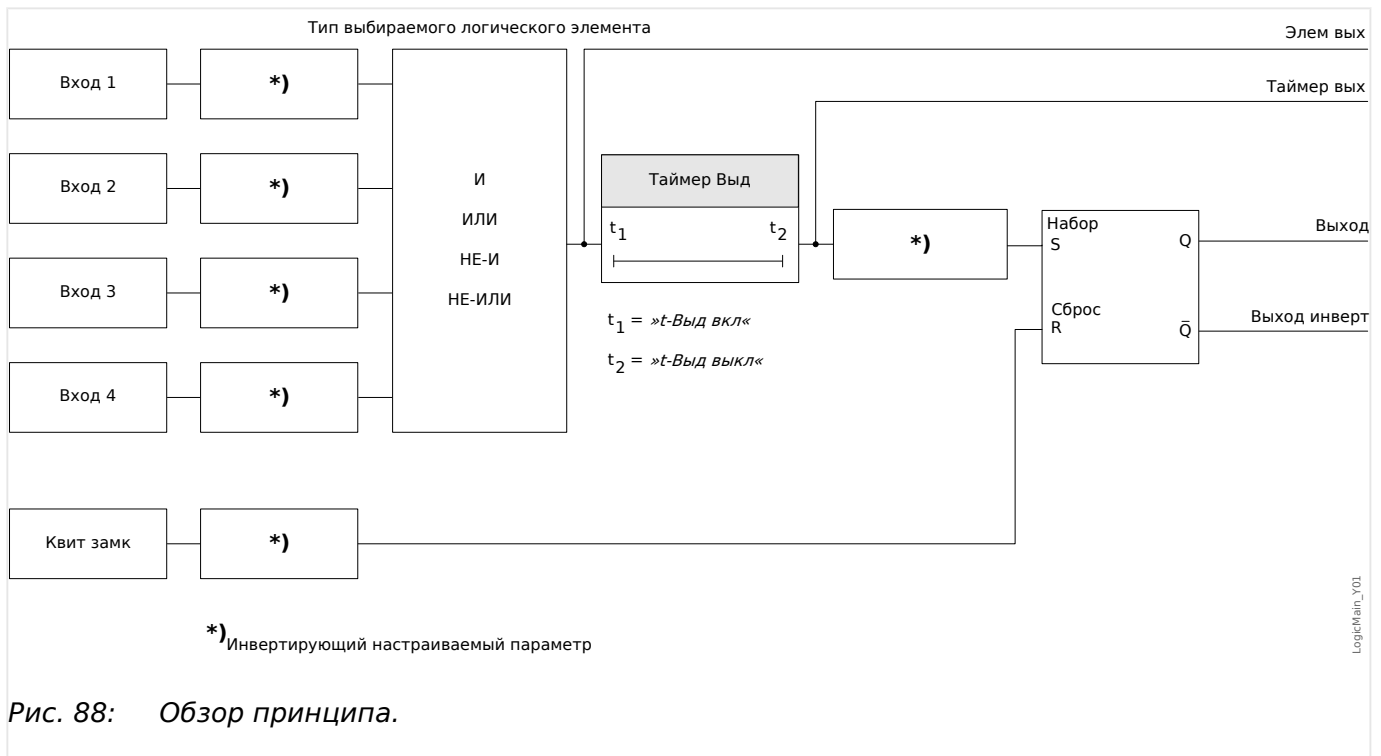 Тип выбираемого логического элемента
Элем вых
Вход 1
*)
Таймер вых
Вход 2
*)
И
ИЛИ
НЕ-И
НЕ-ИЛИ
Таймер Выд
t1
t2
*)
Набор
S
Q
Выход
Вход 3
*)
t1 = »t-Выд вкл«
t2 = »t-Выд выкл«
Сброс
R
Q̅
Выход инверт
Вход 4
*)
Квит замк
*)
*)Инвертирующий настраиваемый параметр
LogicMain_Y01
Рис. 88: Обзор принципа.